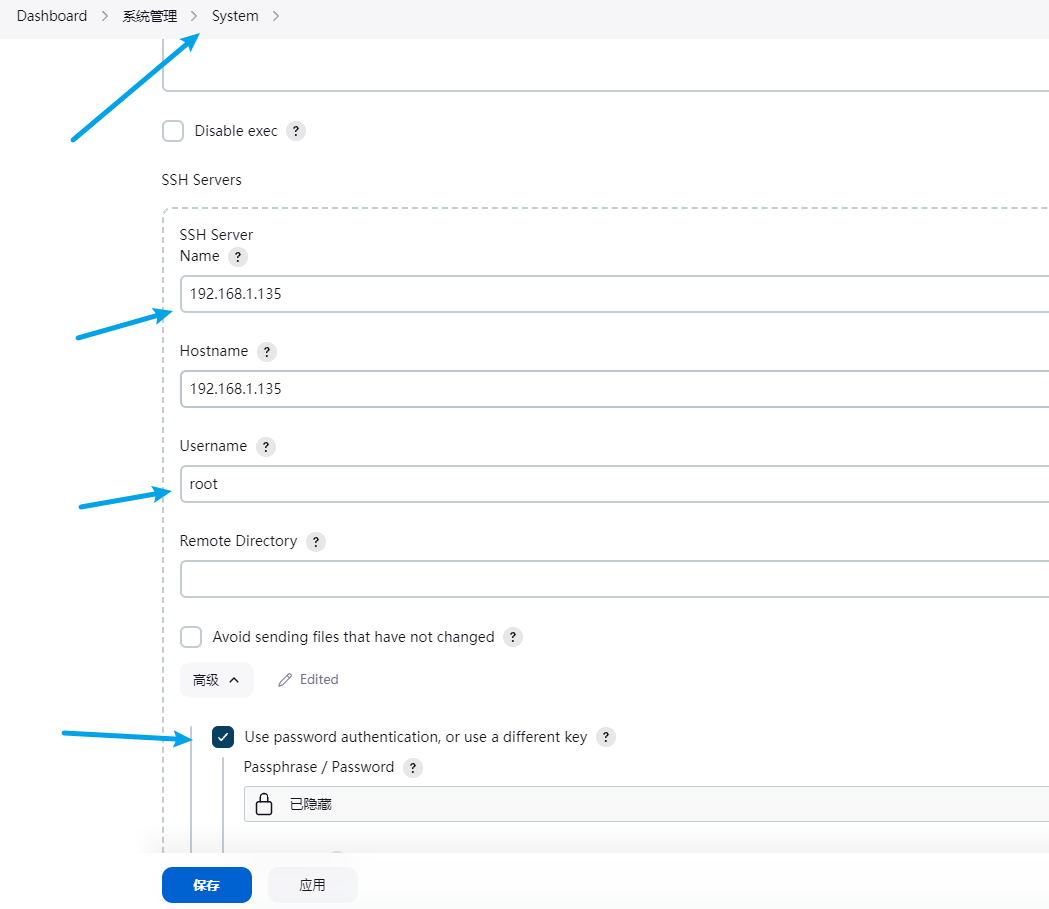 Dashboard > 系统管理 > System >
Disable exec ?
SSH Servers
SSH Server
Name ?
192.168.1.135
Hostname ?
192.168.1.135
Username ?
root
Remote Directory ?
Avoid sending files that have not changed ?
高级 Edited
Use password authentication, or use a different key ?
Passphrase / Password ?
已隐藏
保存 应用